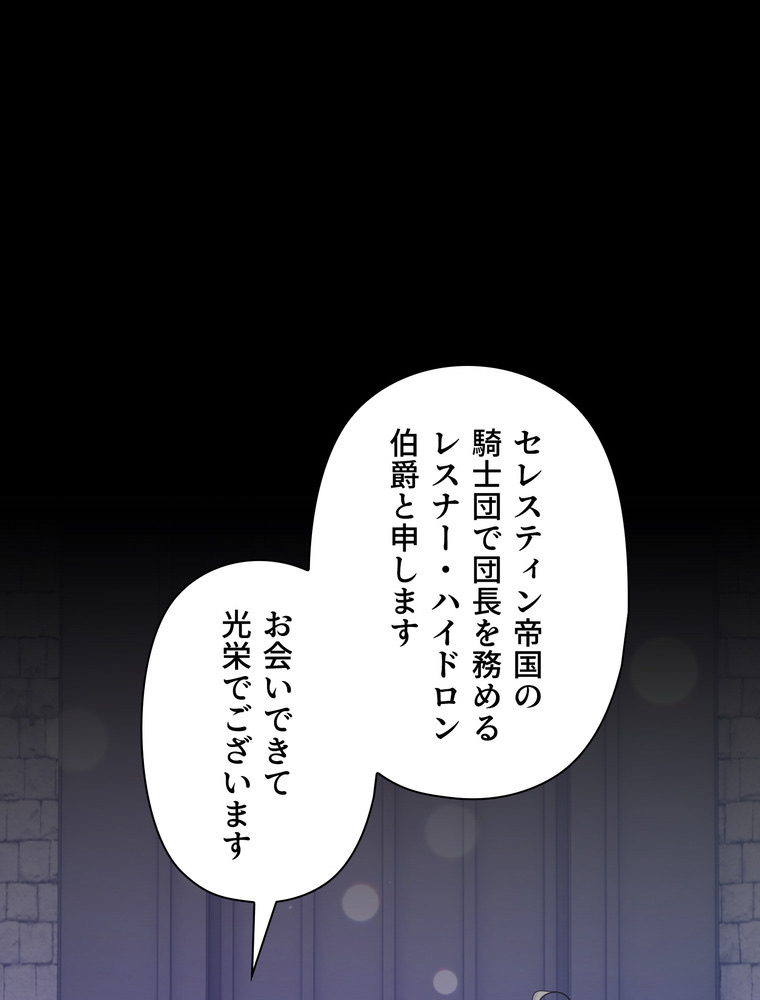 セレスティン帝国の
騎士団で団長を務める
レスナー・ハイドロン
伯爵と申します
お会いできて
光栄でございます